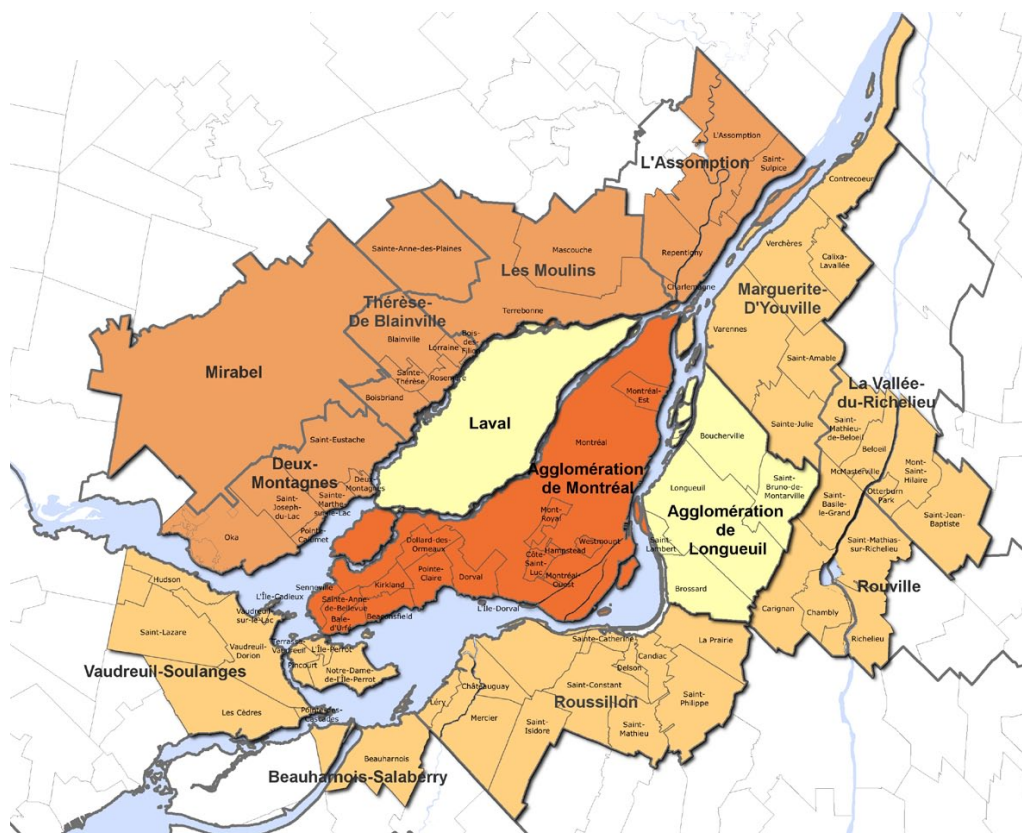 L'Assomption
L'Assomption
Saint-
Sulpice
Contrecoeur
Sainte-Anne-des-Plaines
Mascouche
Repentigny
Verchères
Les Moulins
Calixa-
Lavallée
Charlemagne
Marguerite-
D'Youville
Thérèse-
De Blainville
Terrebonne
Varennes
Blainville
Lorraine
Bois-
des-
Filion
Saint-Amable
Mirabel
Sainte-
Thérèse
Rosemère
Boisbriand
Montréal-
Est
La Vallée-
du-Richelieu
Laval
Sainte-Julie
Saint-
Mathieu-
de-Beloeil
Saint-Eustache
Montréal
Boucherville
Beloeil
Deux-
Montagnes
Agglomération
de Montréal
McMasterville
Mont-
Saint-
Hilaire
Deux-
Montagnes
Longueuil
Saint-
Bruno-de-
Montarville
Saint-
Joseph-
du-Lac
Sainte-
Marthe-
sur-le-Lac
Otterburn
Park
Saint-
Basile-
le-Grand
Mont-
Royal
Agglomération
de
Longueuil
Saint-Jean-
Baptiste
Oka
Pointe-
Calumet
Dollard-des-
Ormeaux
Westmount
Saint-
Lambert
Saint-Mathias-
sur-Richelieu
Hampstead
Côte-
Saint-
Luc
Pointe-
Claire
Dorval
Montréal-
Ouest
Kirkland
Hudson
Senneville
Brossard
Rouville
L'Île-Cadieux
Sainte-Anne-
de-Bellevue
Beaconsfield
L'Île-Dorval
Carignan
Chambly
Vaudreuil-
sur-le-Lac
Baie-
d'Urfé
Saint-Lazare
Richelieu
Sainte-Catherine
La Prairie
Vaudreuil-
Dorion
Terrasse-
Vaudreuil
L'Île-Perrot
Candiac
Delson
Vaudreuil-Soulanges
Pincourt
Notre-Dame-
de-l'Île-Perrot
Châteauguay
Saint-Constant
Léry
Roussillon
Saint-
Philippe
Les Cèdres
Pointe-des-
Cascades
Mercier
Saint-
Isidore
Saint-
Mathieu
Beauharnois
Beauharnois-Salaberry